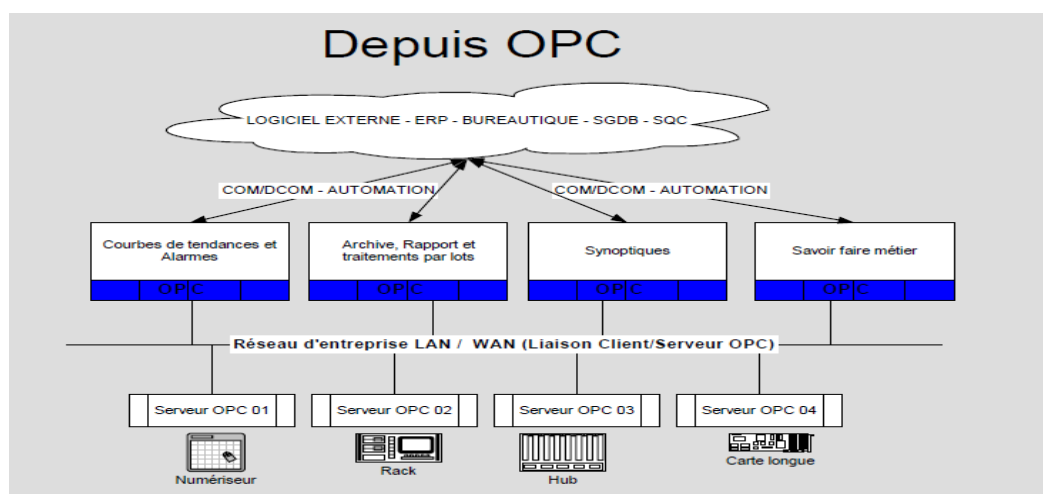 Depuis OPC
LOGICIEL EXTERNE - ERP - BUREAUTIQUE - SGDB - SQC
COM/DCOM - AUTOMATION
COM/DCOM - AUTOMATION
Courbes de tendances et
Alarmes
OPC
Archive, Rapport et
traitements par lots
OPC
Synoptiques
OPC
Savoir faire métier
OPC
Réseau d'entreprise LAN / WAN (Liaison Client/Serveur OPC)
Serveur OPC 01
Serveur OPC 02
Serveur OPC 03
Serveur OPC 04
Numériseur
Rack
Hub
Carte longue